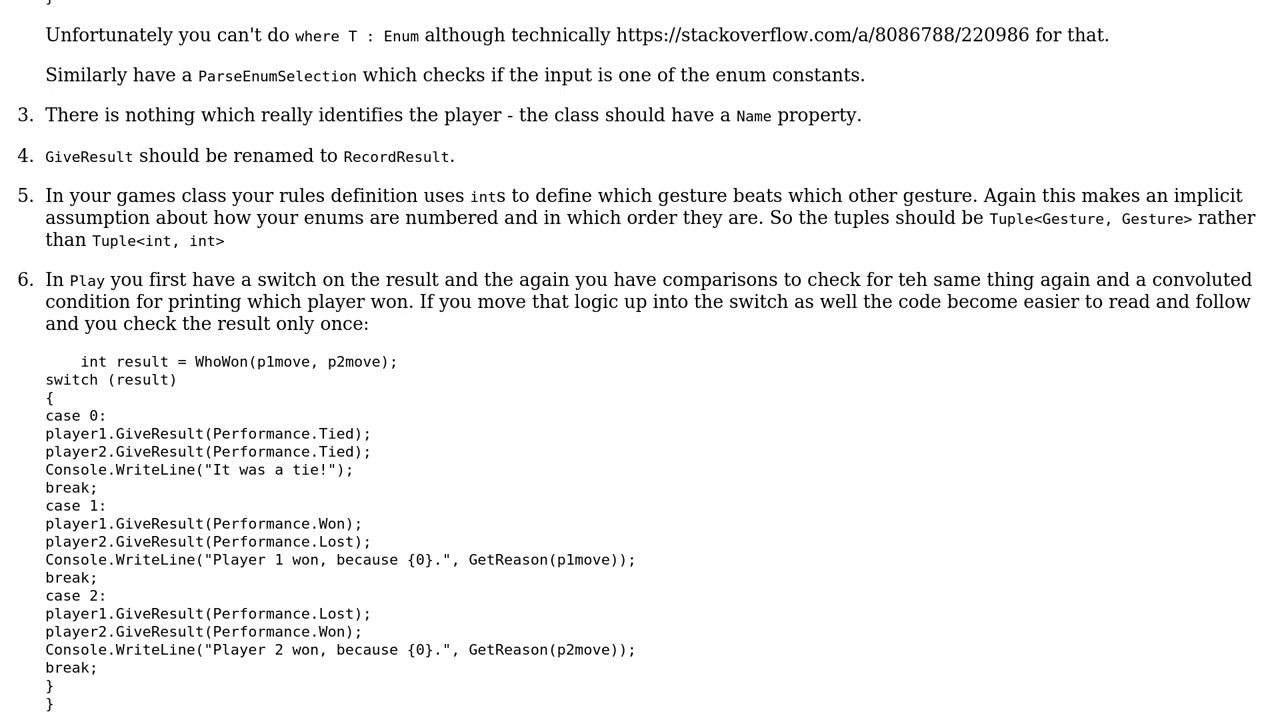 }
Unfortunately you can't do where T : Enum although technically https://stackoverflow.com/a/8086788/220986 for that.
Similarly have a ParseEnumSelection which checks if the input is one of the enum constants.
3. There is nothing which really identifies the player - the class should have a Name property.
4. GiveResult should be renamed to RecordResult.
5. In your games class your rules definition uses ints to define which gesture beats which other gesture. Again this makes an implicit
assumption about how your enums are numbered and in which order they are. So the tuples should be Tuple<Gesture, Gesture> rather
than Tuple<int, int>
6. In Play you first have a switch on the result and the again you have comparisons to check for teh same thing again and a convoluted
condition for printing which player won. If you move that logic up into the switch as well the code become easier to read and follow
and you check the result only once:
    int result = WhoWon(p1move, p2move);
switch (result)
{
case 0:
player1.GiveResult(Performance.Tied);
player2.GiveResult(Performance.Tied);
Console.WriteLine("It was a tie!");
break;
case 1:
player1.GiveResult(Performance.Won);
player2.GiveResult(Performance.Lost);
Console.WriteLine("Player 1 won, because {0}.", GetReason(p1move));
break;
case 2:
player1.GiveResult(Performance.Lost);
player2.GiveResult(Performance.Won);
Console.WriteLine("Player 2 won, because {0}.", GetReason(p2move));
break;
}
}